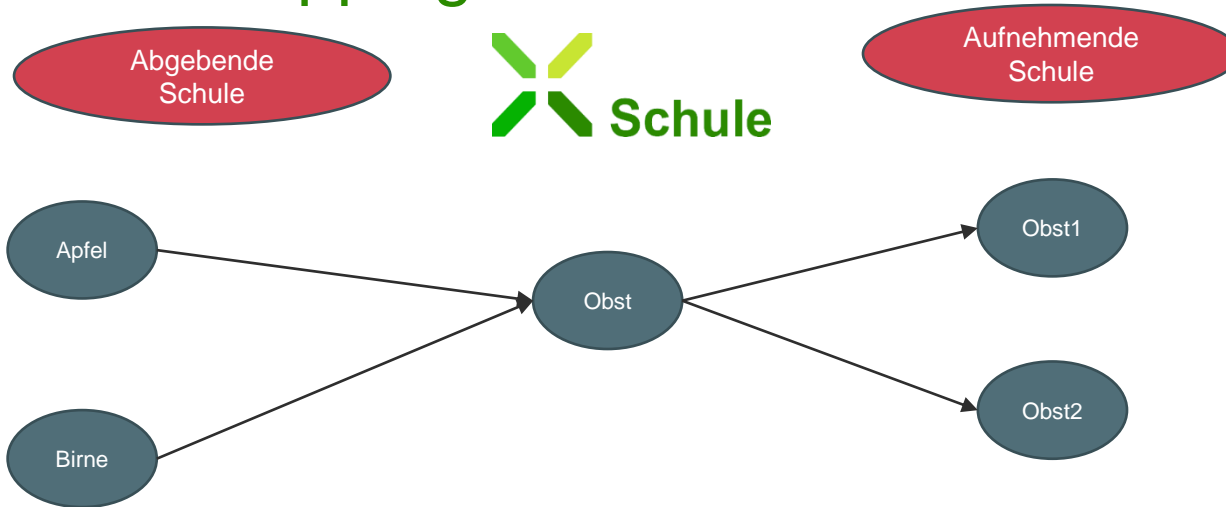 Abgebende
Schule
Schule
Aufnehmende
Schule
Apfel
Obst
Obst1
Obst2
Birne